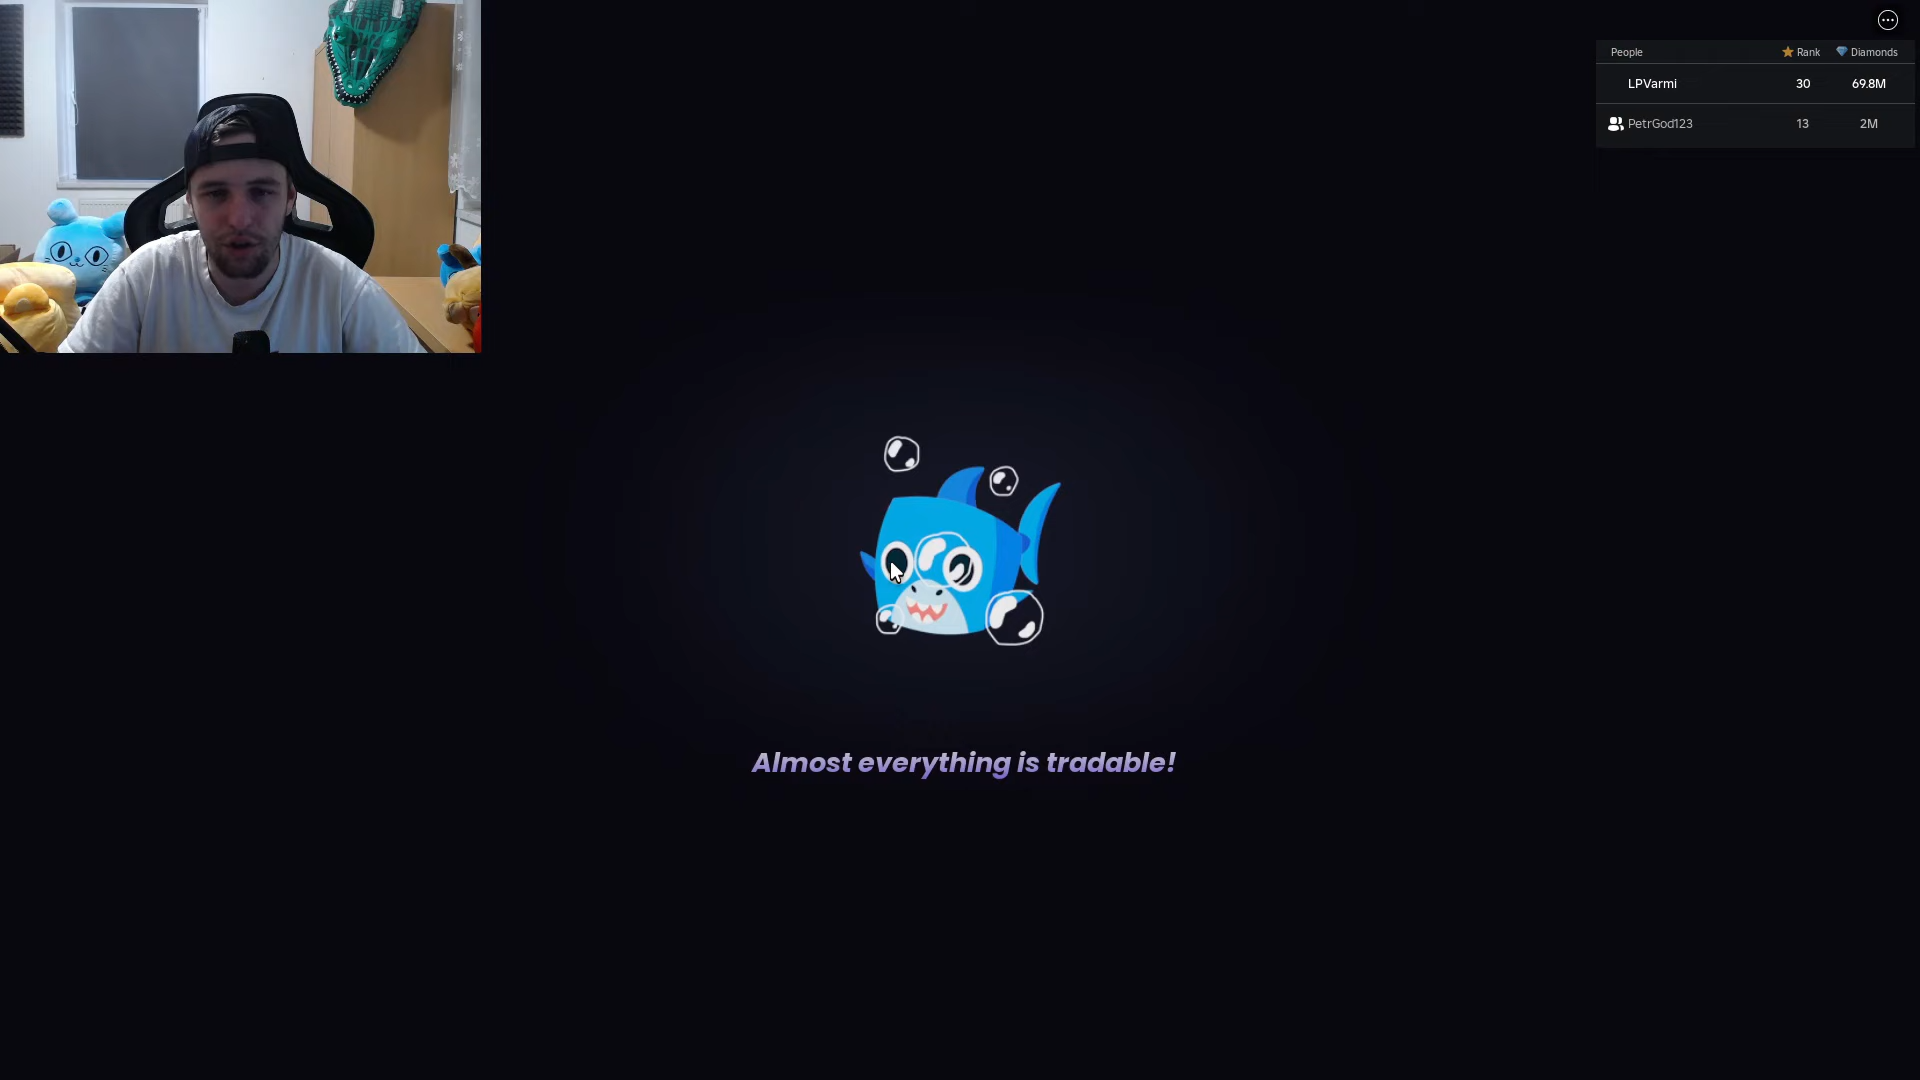 People Rank Diamonds
LPVarmi 30 69.8M
PetrGod123 13 2M
Almost everything is tradable!